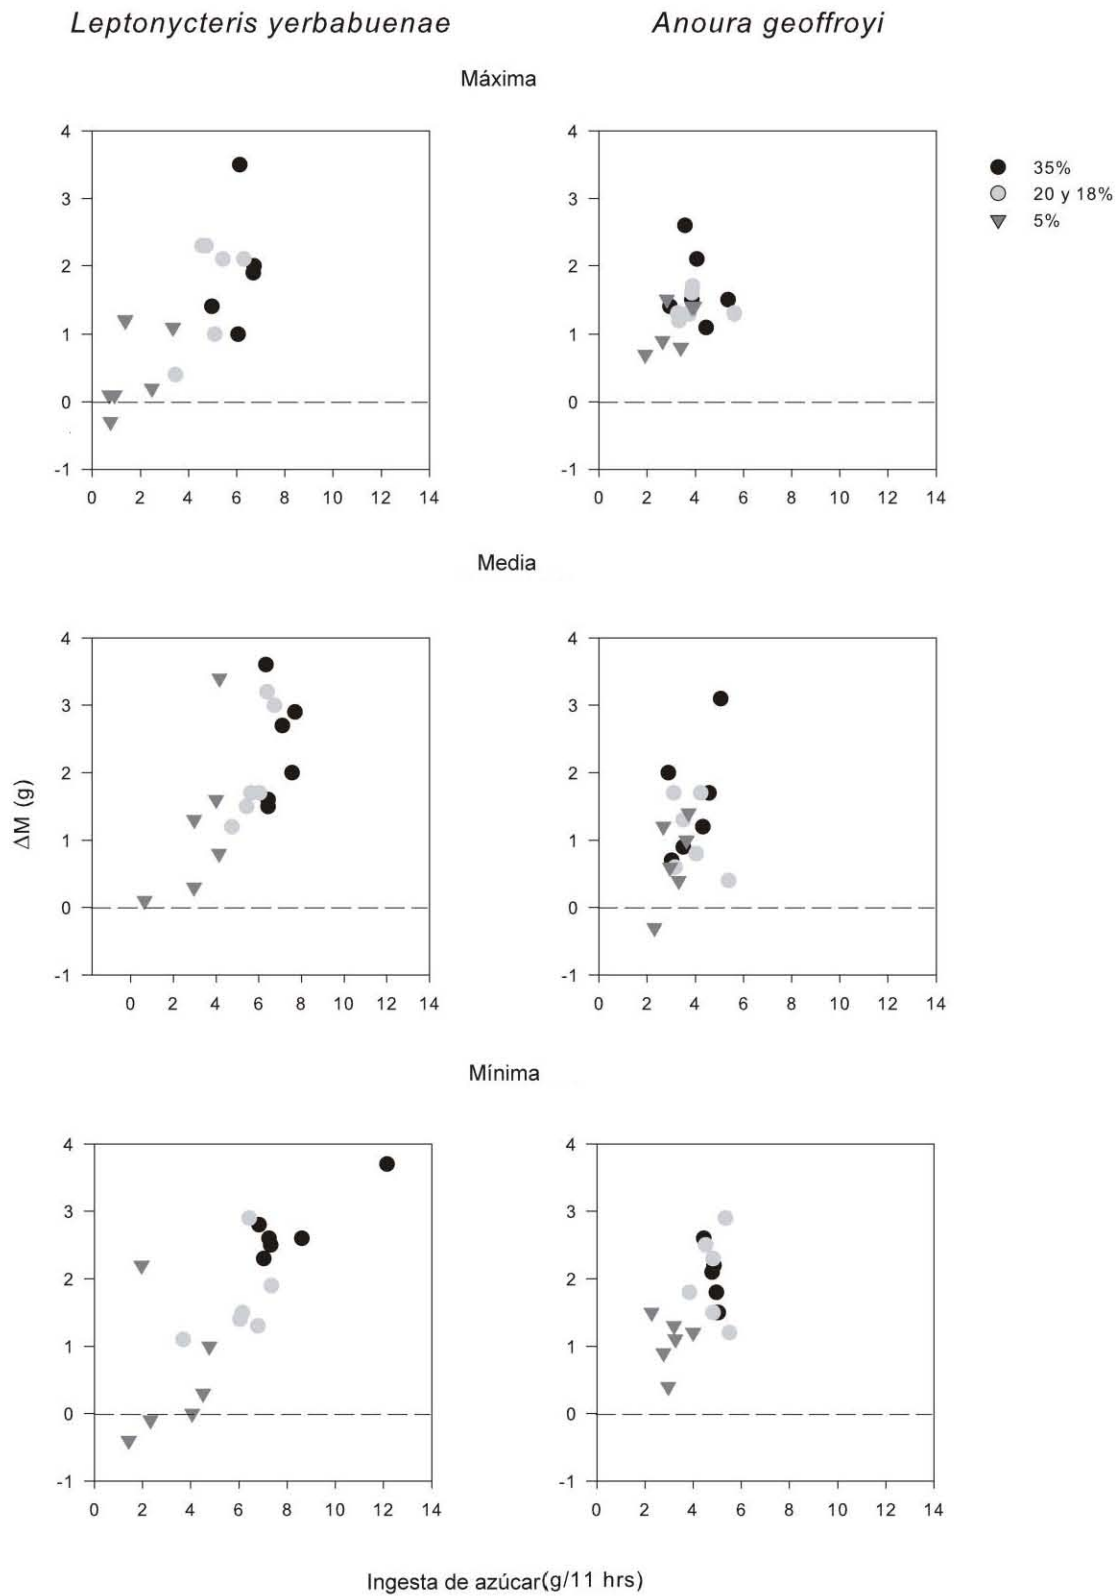 Leptonycteris yerbabuenae
Anoura geoffroyi
Máxima
4
3
2
1
0
-1
0 2 4 6 8 10 12 14
4
3
2
1
0
-1
0 2 4 6 8 10 12 14
35%
20 y 18%
5%
Media
ΔM (g)
4
3
2
1
0
-1
0 2 4 6 8 10 12 14
4
3
2
1
0
-1
0 2 4 6 8 10 12 14
Mínima
4
3
2
1
0
-1
0 2 4 6 8 10 12 14
4
3
2
1
0
-1
0 2 4 6 8 10 12 14
Ingesta de azúcar(g/11 hrs)